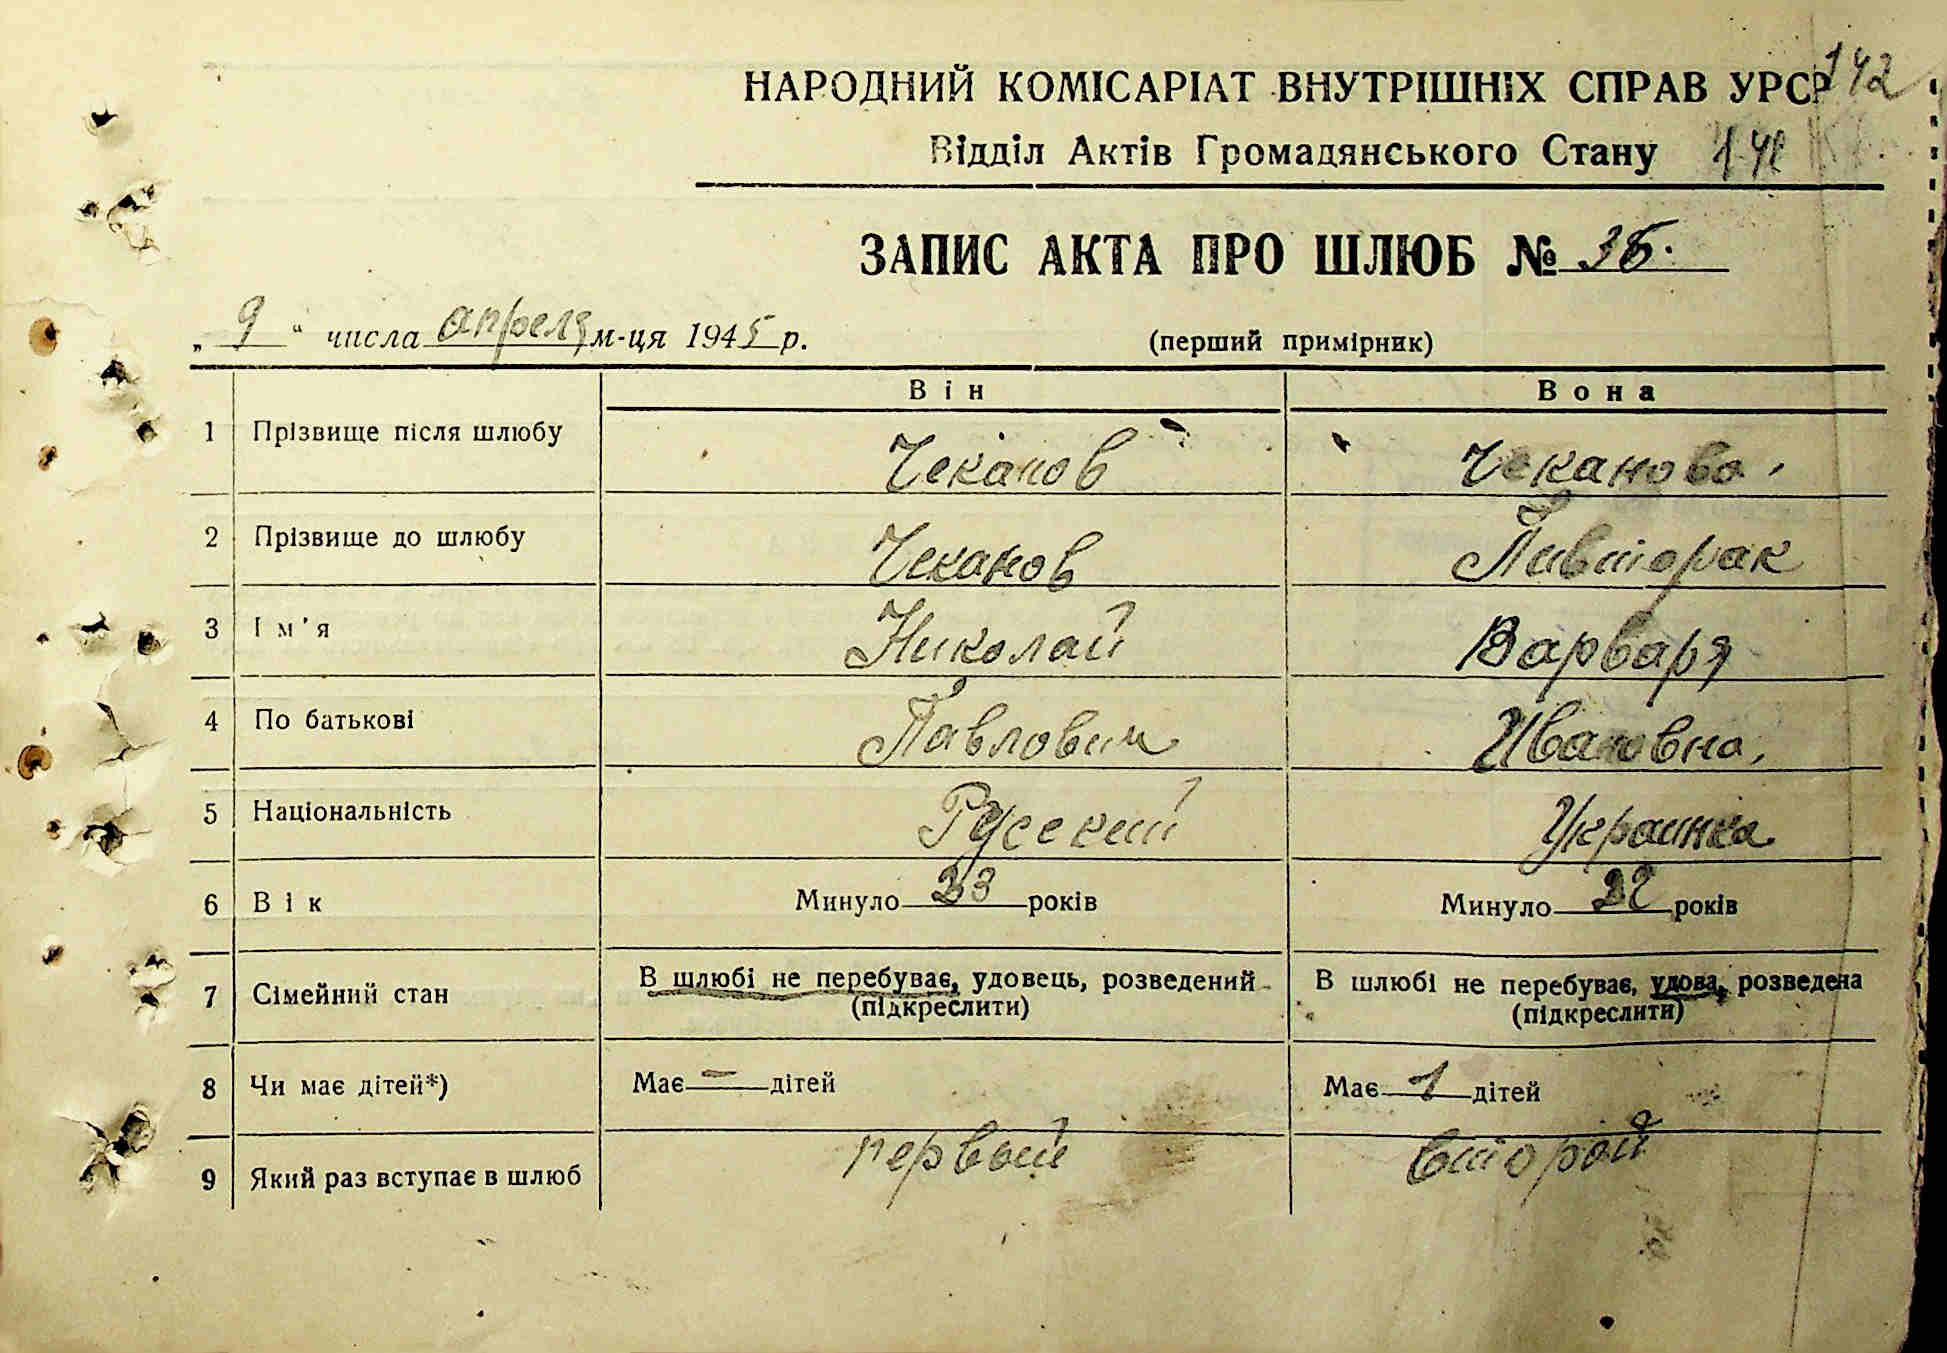 142
НАРОДНИЙ КОМІСАРІАТ ВНУТРІШНІХ СПРАВ УРСР
Відділ Актів Громадянського Стану
ЗАПИС АКТА ПРО ШЛЮБ № 36.
„ 9 “ числа апреля м-ця 1945 р. (перший примірник)
Він Вона
1 Прізвище після шлюбу Чеканов Чеканова.
2 Прізвище до шлюбу Чеканов Пивторак
3 Ім'я Николай Варвара
4 По батькові Павлович Ивановна.
5 Національність Русский Украинка
6 Вік Минуло 23 років Минуло 22 років
7 Сімейний стан В шлюбі не перебуває, удовець, розведений (підкреслити) В шлюбі не перебуває, удова, розведена (підкреслити)
8 Чи має дітей*) Має — дітей Має 1 дітей
9 Який раз вступає в шлюб первый второй